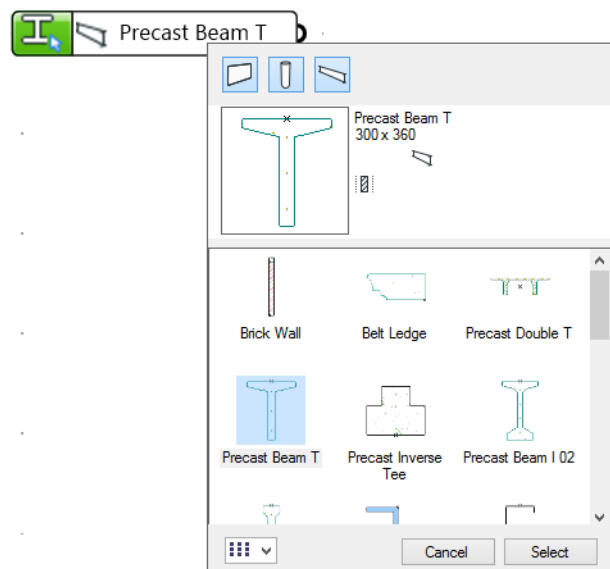 Precast Beam T
Precast Beam T
300 x 360
Brick Wall
Belt Ledge
Precast Double T
Precast Beam T
Precast Inverse
Tee
Precast Beam I 02
Cancel
Select